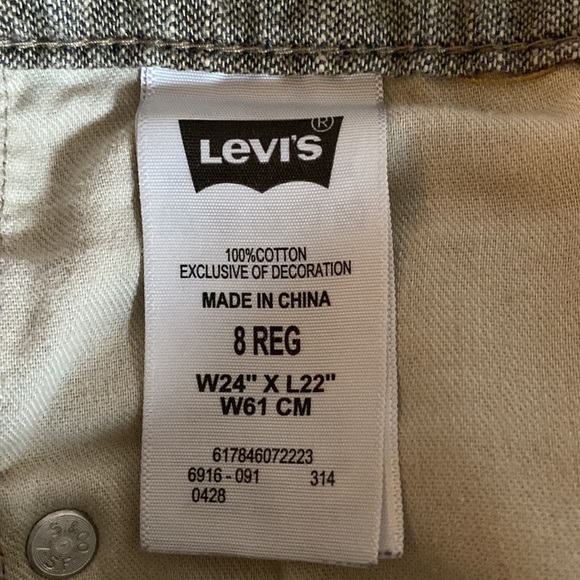 LEVI'S®
100%COTTON
EXCLUSIVE OF DECORATION
MADE IN CHINA
8 REG
W24" X L22"
W61 CM
617846072223
6916 - 091 314
0428